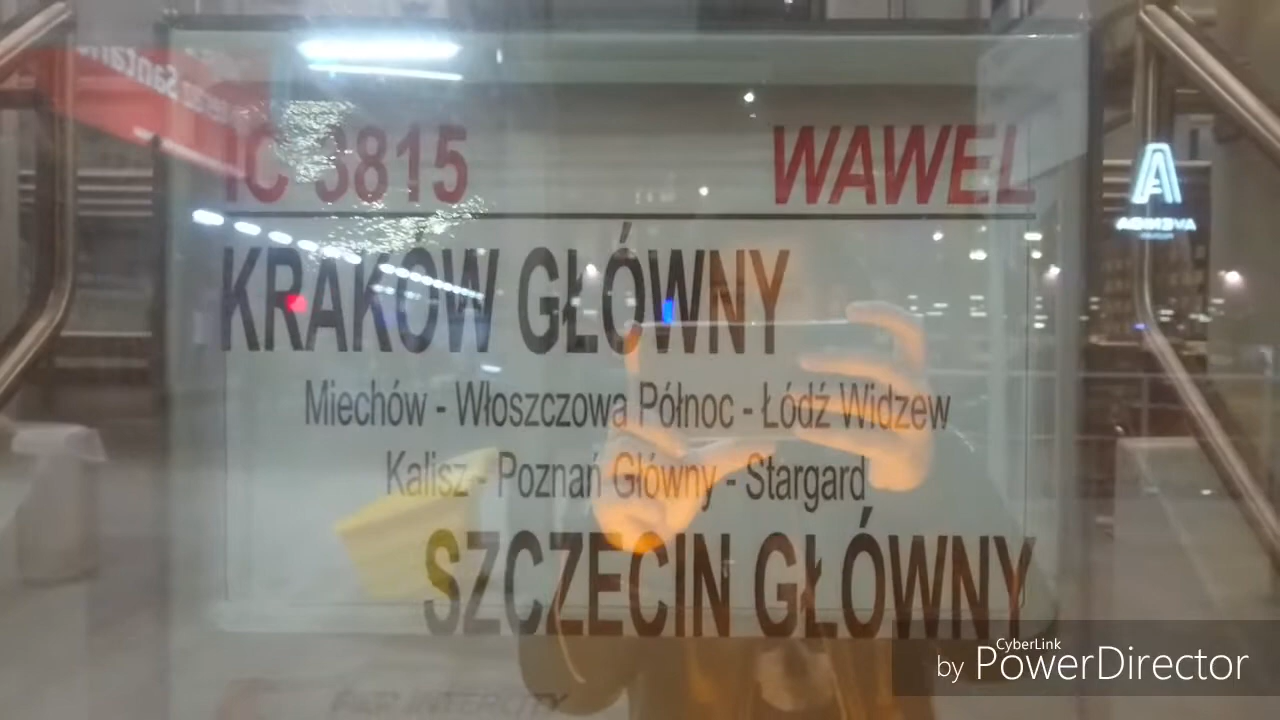 IC 3815 WAWEL
KRAKÓW GŁÓWNY
Miechów - Włoszczowa Północ - Łódź Widzew
Kalisz - Poznań Główny - Stargard
SZCZECIN GŁÓWNY
CyberLink
by PowerDirector